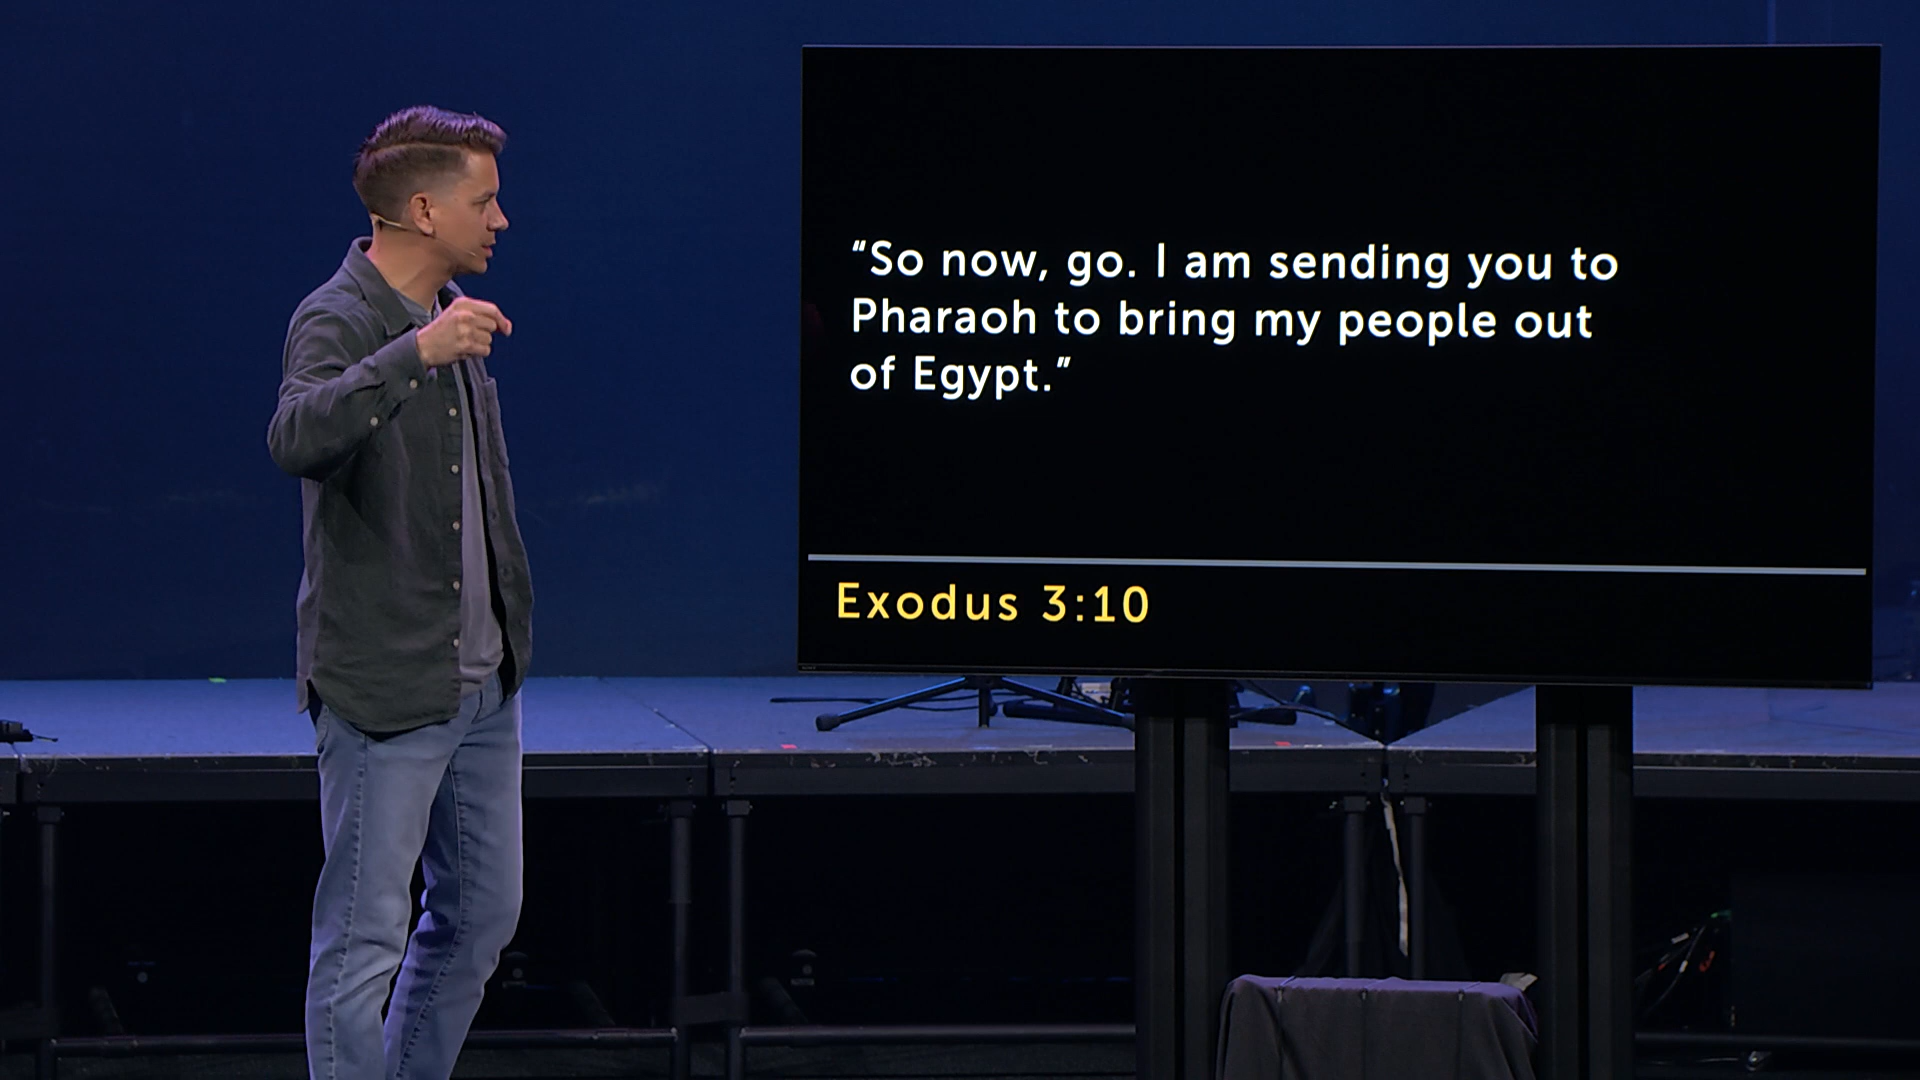 “So now, go. I am sending you to
Pharaoh to bring my people out
of Egypt.”
Exodus 3:10